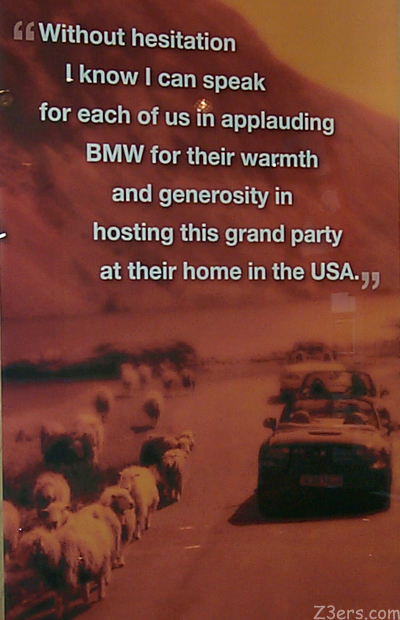 “Without hesitation
I know I can speak
for each of us in applauding
BMW for their warmth
and generosity in
hosting this grand party
at their home in the USA.”
Z3ers.com